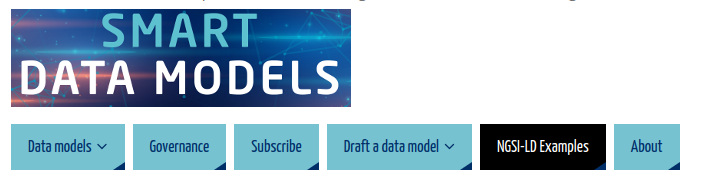 SMART
DATA MODELS
Data models Governance Subscribe Draft a data model NGSI-LD Examples About